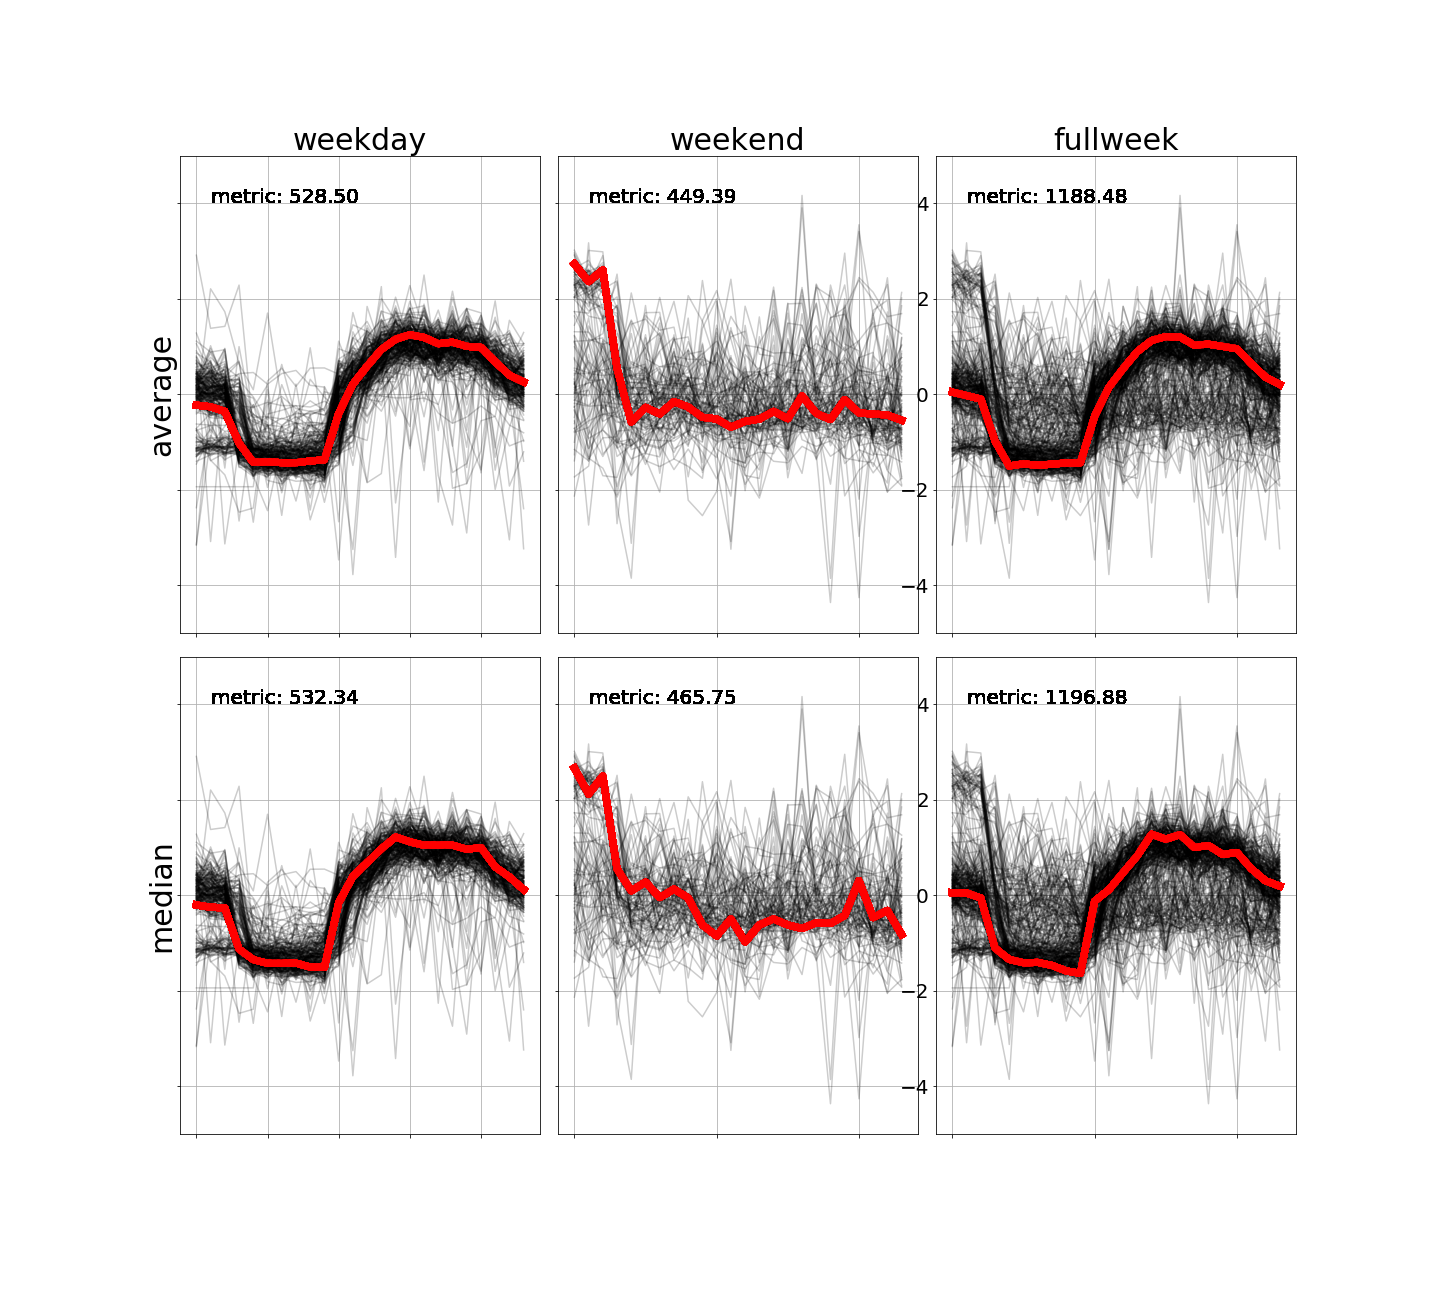 weekday weekend fullweek
average
metric: 528.50
metric: 449.39
metric: 1188.48
4
2
0
−2
−4
median
metric: 532.34
metric: 465.75
metric: 1196.88
4
2
0
−2
−4